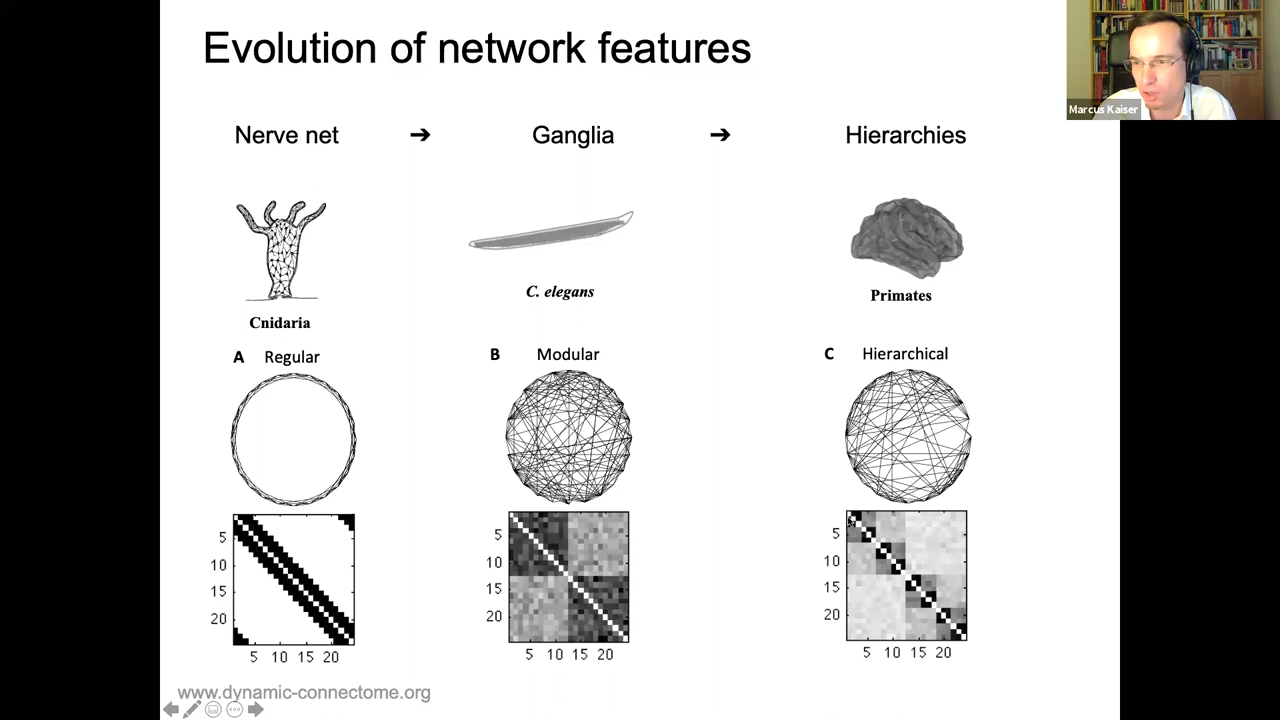 Evolution of network features
Marcus Kaiser
Nerve net ➔ Ganglia ➔ Hierarchies
Cnidaria
C. elegans
Primates
A Regular
B Modular
C Hierarchical
5
10
15
20
5 10 15 20
5
10
15
20
5 10 15 20
5
10
15
20
5 10 15 20
www.dynamic-connectome.org